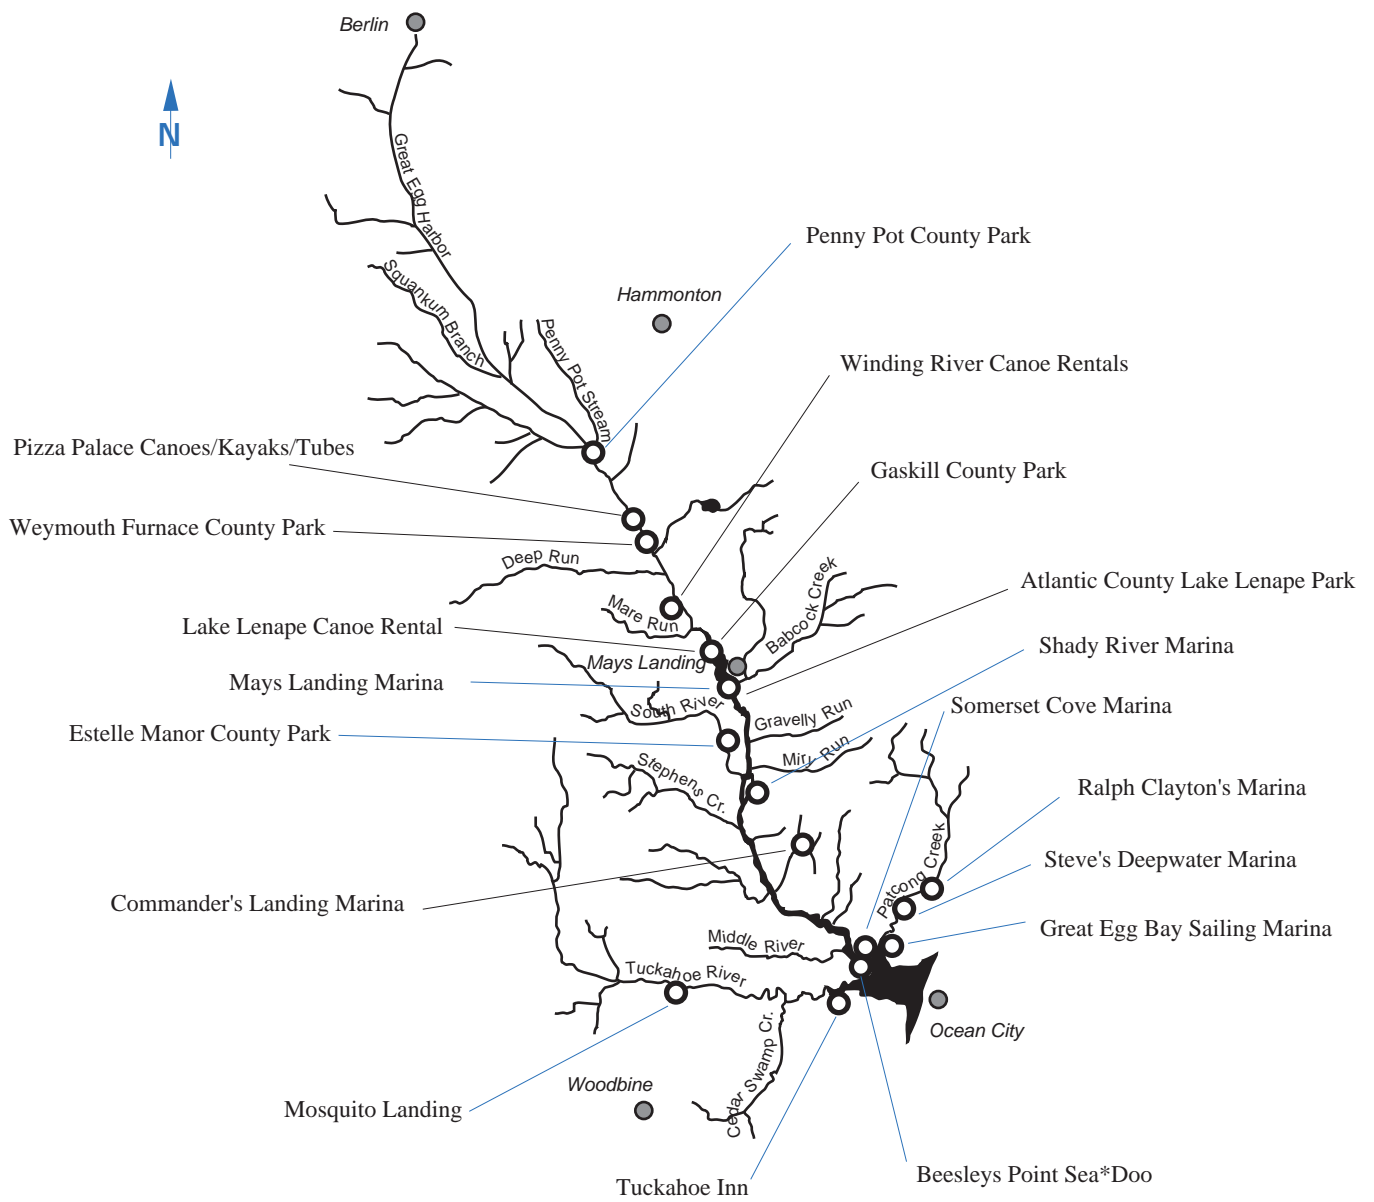 Berlin
N
Great Egg Harbor
Penny Pot County Park
Squankum Branch
Hammonton
Penny Pot Stream
Winding River Canoe Rentals
Pizza Palace Canoes/Kayaks/Tubes
Gaskill County Park
Weymouth Furnace County Park
Deep Run
Atlantic County Lake Lenape Park
Babcock Creek
Mare Run
Lake Lenape Canoe Rental
Shady River Marina
Mays Landing
Mays Landing Marina
South River
Gravelly Run
Somerset Cove Marina
Estelle Manor County Park
Miry Run
Stephens Cr.
Ralph Clayton's Marina
Steve's Deepwater Marina
Patcong Creek
Commander's Landing Marina
Great Egg Bay Sailing Marina
Middle River
Tuckahoe River
Ocean City
Cedar Swamp Cr.
Woodbine
Mosquito Landing
Beesleys Point Sea*Doo
Tuckahoe Inn